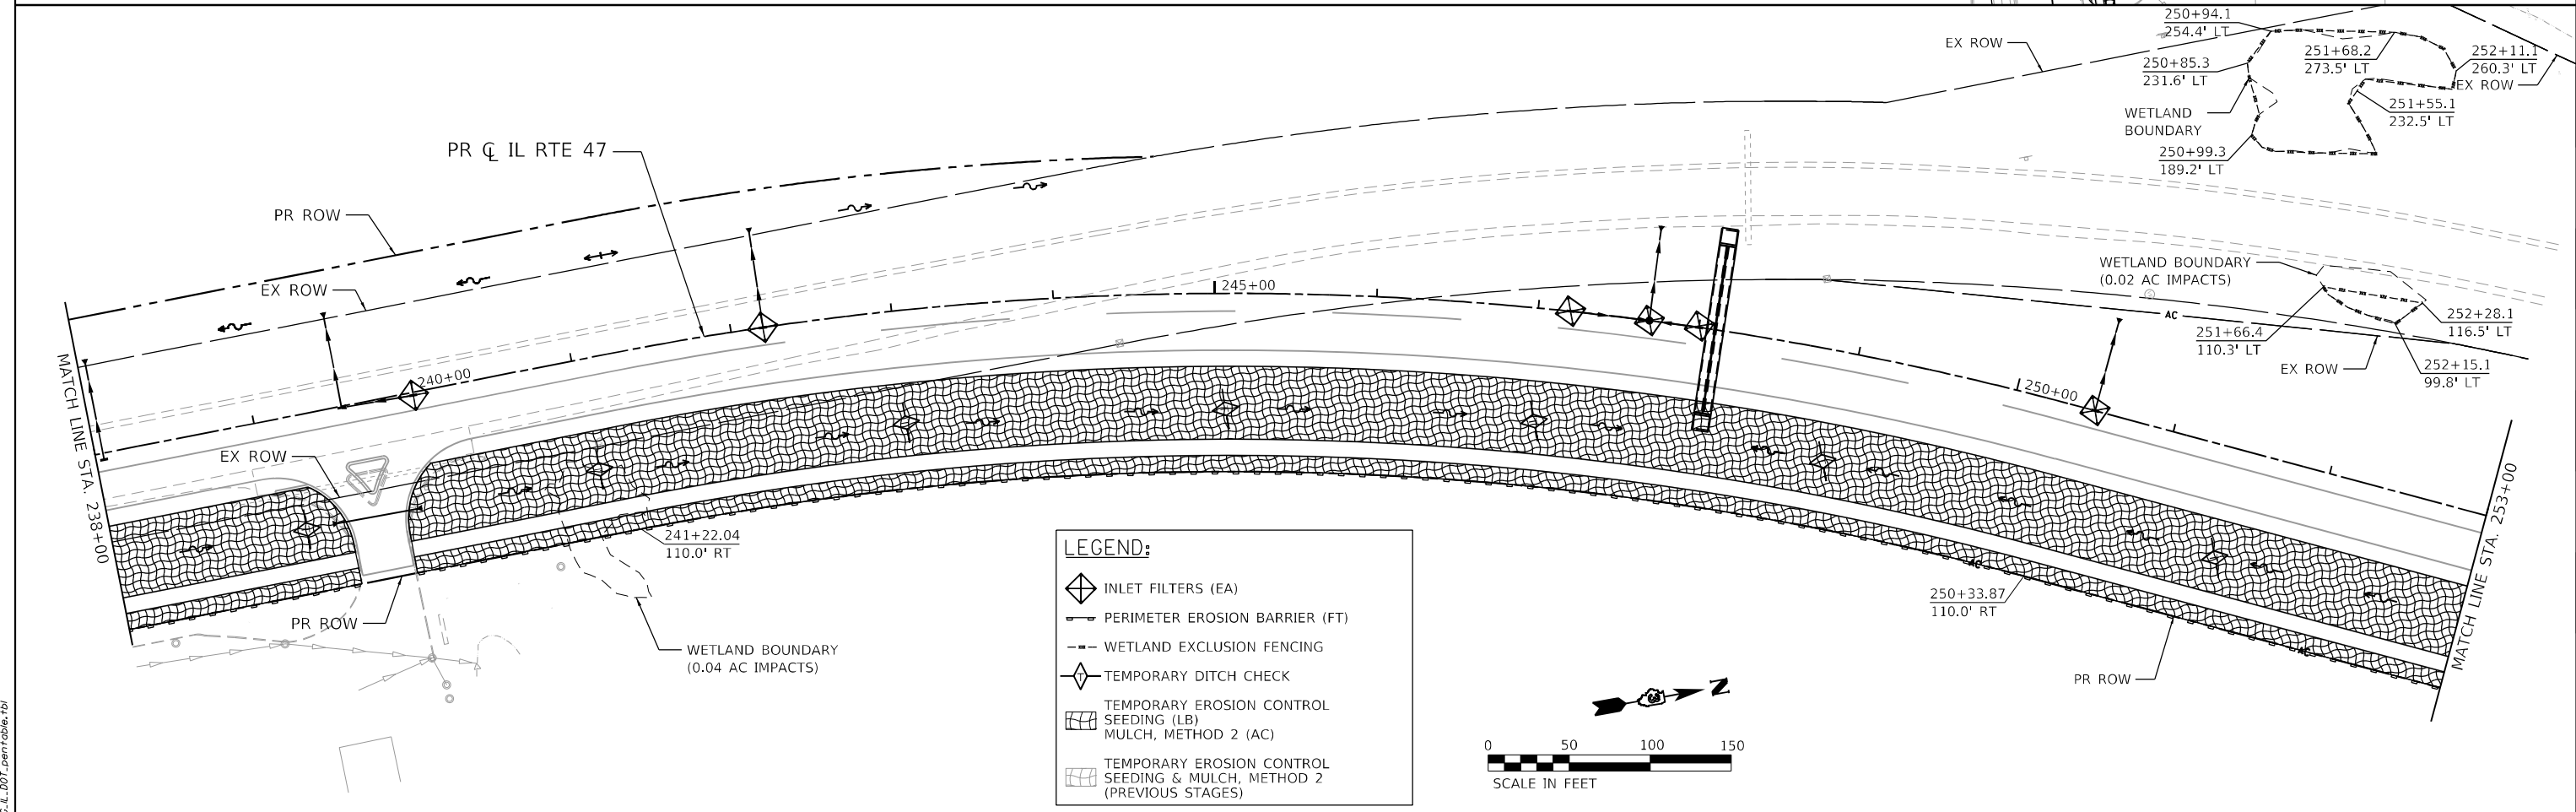 250+94.1
254.4' LT
EX ROW
251+68.2
273.5' LT
252+11.1
260.3' LT
250+85.3
231.6' LT
EX ROW
251+55.1
232.5' LT
WETLAND
BOUNDARY
250+99.3
189.2' LT
PR ℄ IL RTE 47
PR ROW
EX ROW
245+00
WETLAND BOUNDARY
(0.02 AC IMPACTS)
AC
252+28.1
116.5' LT
251+66.4
110.3' LT
EX ROW
252+15.1
99.8' LT
240+00
250+00
MATCH LINE STA. 238+00
EX ROW
MATCH LINE STA. 253+00
241+22.04
110.0' RT
AC
250+33.87
110.0' RT
PR ROW
WETLAND BOUNDARY
(0.04 AC IMPACTS)
AC
PR ROW
LEGEND:
INLET FILTERS (EA)
PERIMETER EROSION BARRIER (FT)
WETLAND EXCLUSION FENCING
T
TEMPORARY DITCH CHECK
TEMPORARY EROSION CONTROL
SEEDING (LB)
MULCH, METHOD 2 (AC)
TEMPORARY EROSION CONTROL
SEEDING & MULCH, METHOD 2
(PREVIOUS STAGES)
N
0 50 100 150
SCALE IN FEET